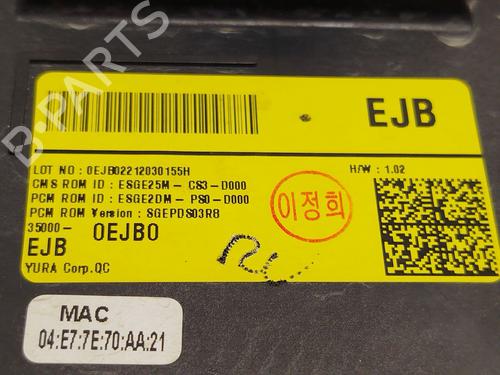 B-PARTS
EJB
LOT NO : 0EJB02212030155H
H/W : 1.02
CMS ROM ID : ESGE25M - CS3-D000
PCM ROM ID : ESGE2DM - PS0-D000
PCM ROM Version : SGEPDS03R8
이정희
35000-
EJB 0EJB0
YURA Corp.QC
MAC
04:E7:7E:70:AA:21